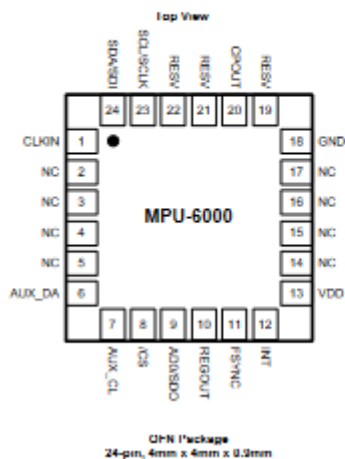 Top View
SDA/SDI
SCL/SCLK
RESV
RESV
CPOUT
RESV
24 23 22 21 20 19
CLKIN 1 18 GND
NC 2 17 NC
NC 3 16 NC
MPU-6000
NC 4 15 NC
NC 5 14 NC
AUX_DA 6 13 VDD
7 8 9 10 11 12
AUX_CL
/CS
AD0/SDO
REGOUT
FSYNC
INT
QFN Package
24-pin, 4mm x 4mm x 0.9mm